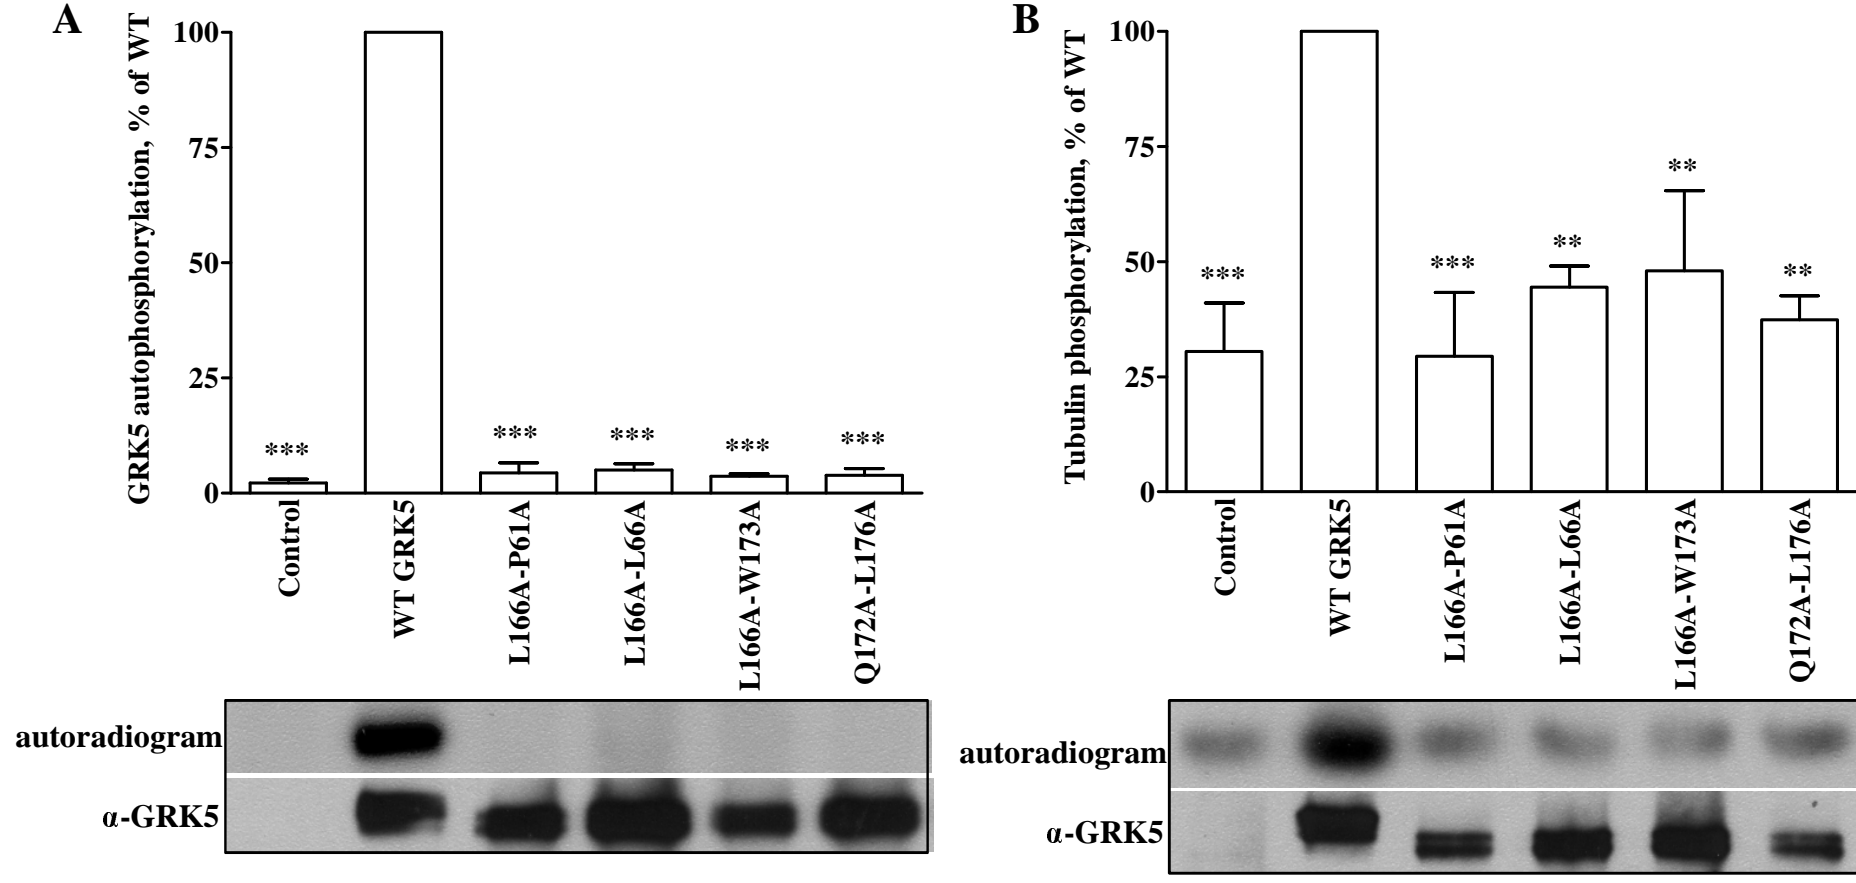 A
GRK5 autophosphorylation, % of WT
100
75
50
25
0
***
***
***
***
***
Control
WT GRK5
L166A-P61A
L166A-L66A
L166A-W173A
Q172A-L176A
autoradiogram
α-GRK5
B
Tubulin phosphorylation, % of WT
100
75
50
25
0
***
***
**
**
**
Control
WT GRK5
L166A-P61A
L166A-L66A
L166A-W173A
Q172A-L176A
autoradiogram
α-GRK5